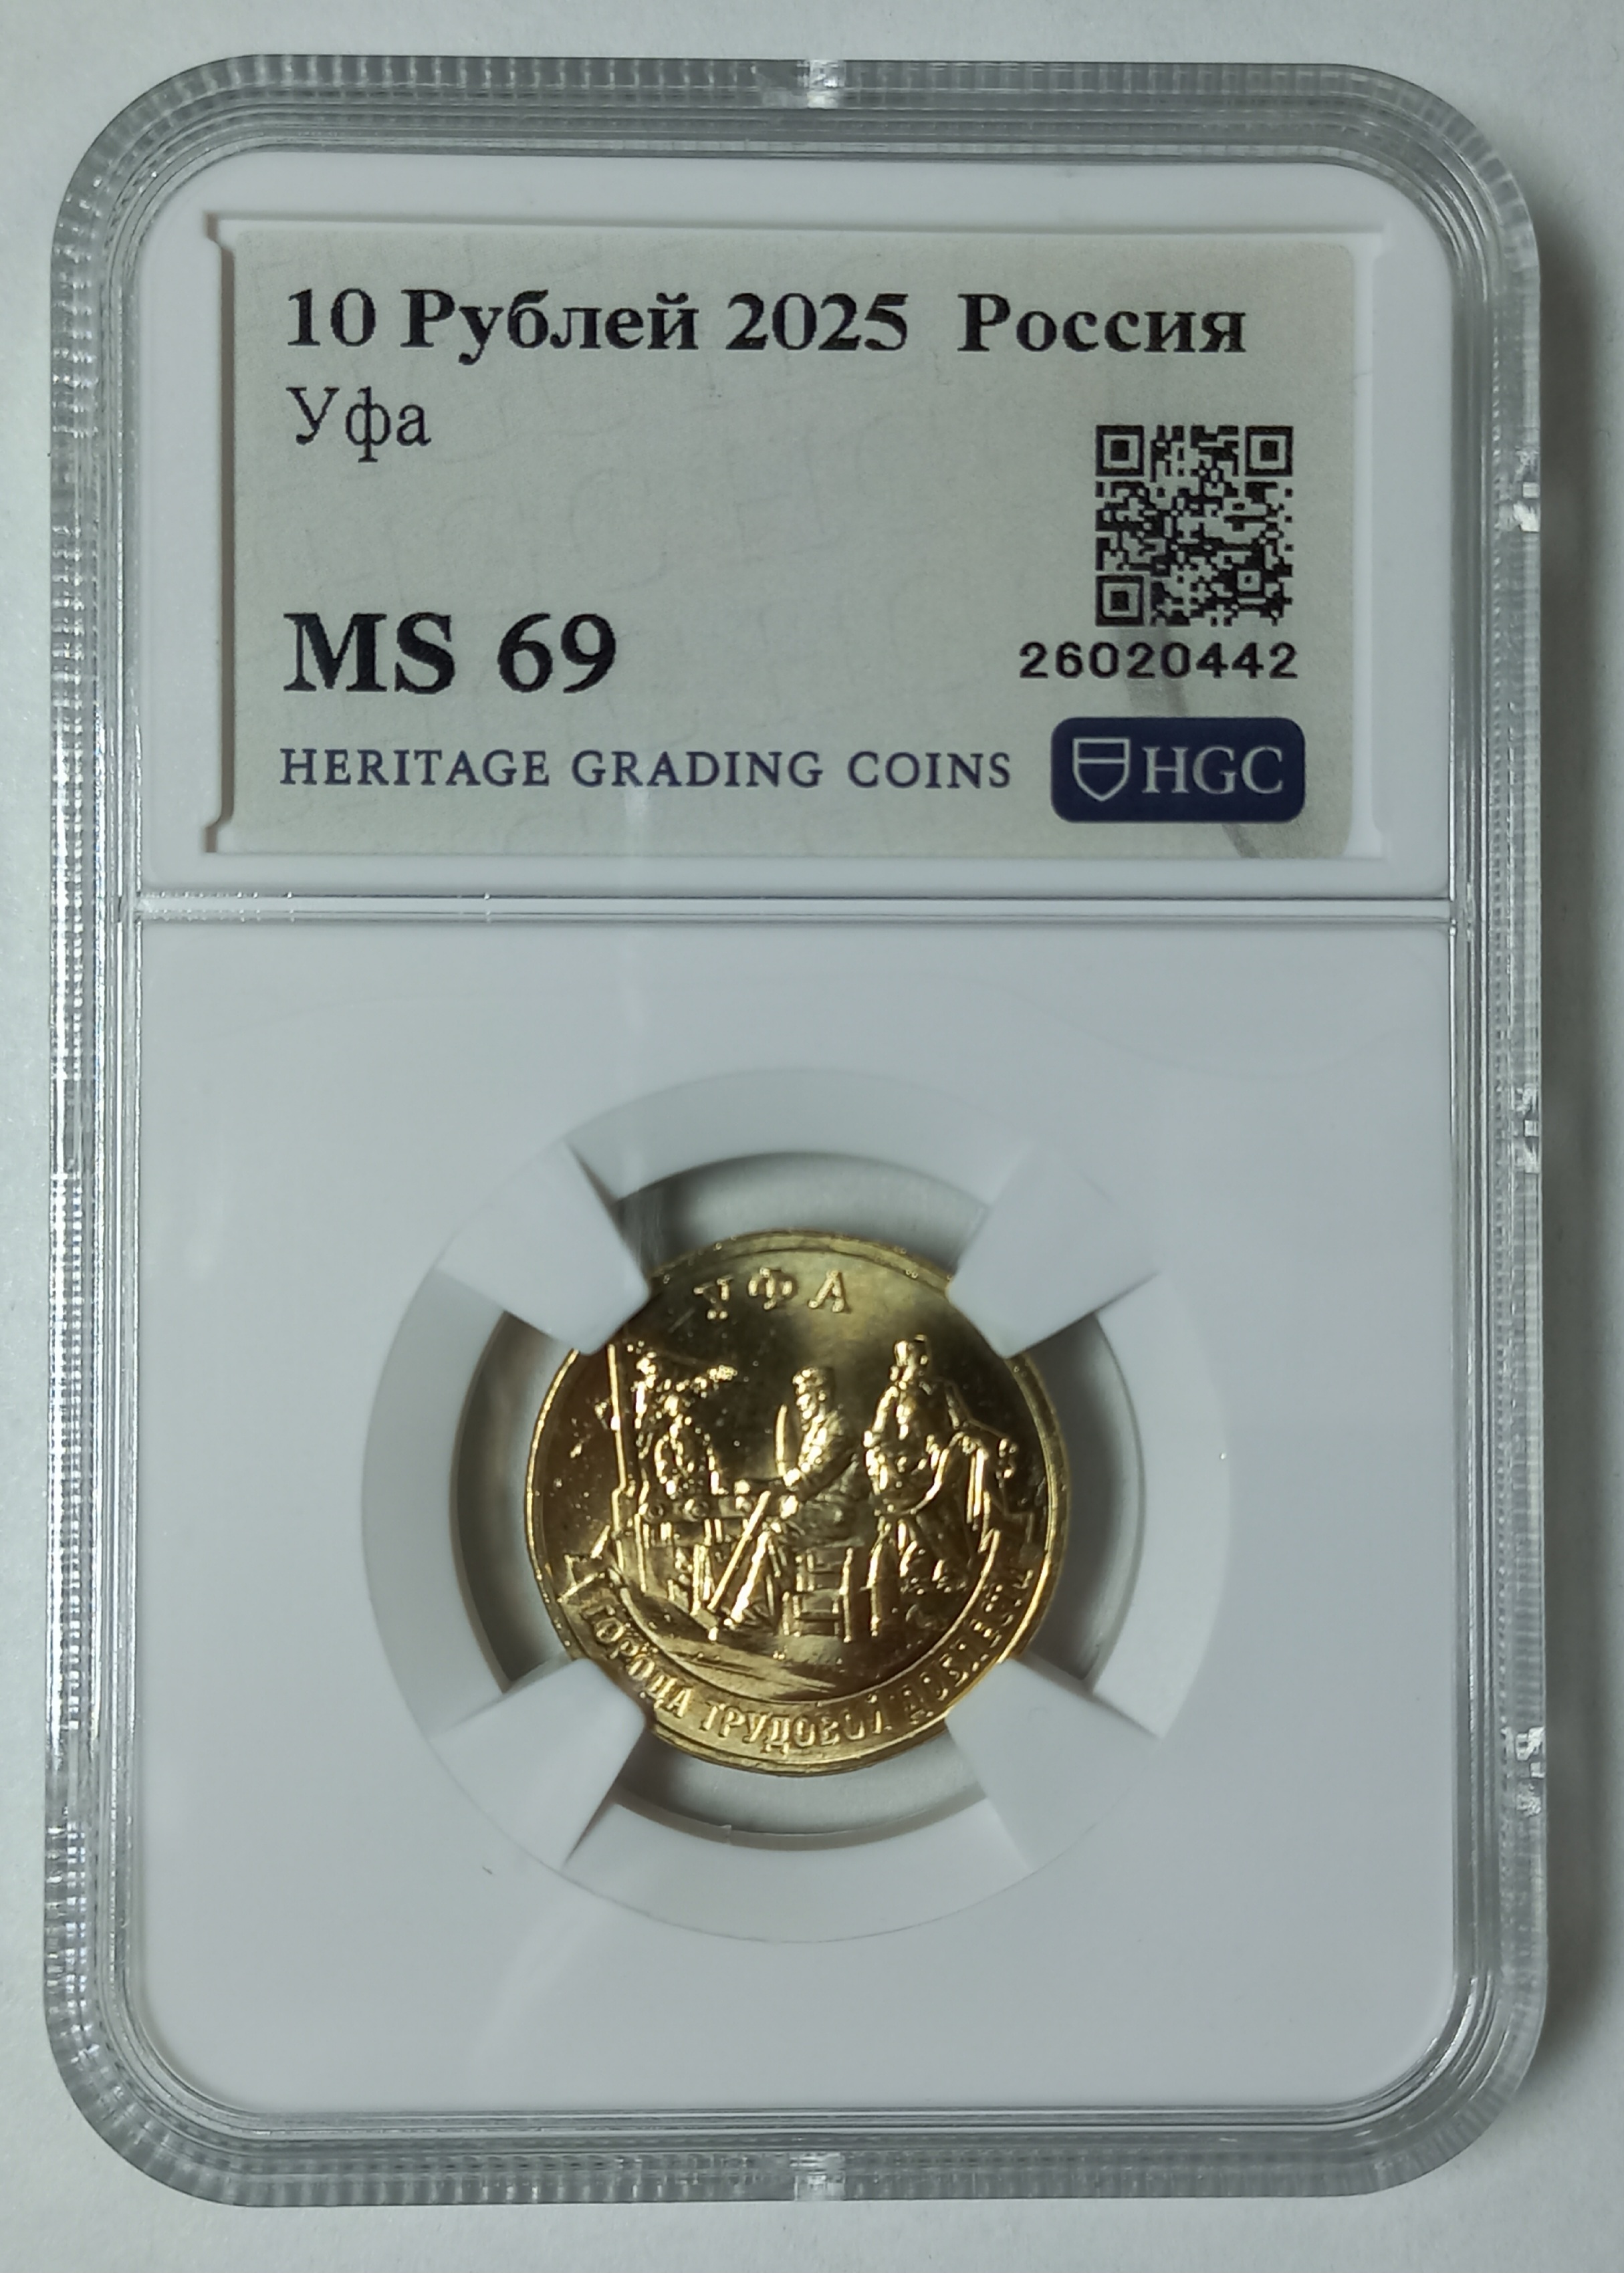 10 Рублей 2025 Россия
Уфа
MS 69
26020442
HERITAGE GRADING COINS HGC
УФА
ГОРОДА ТРУДОВОЙ ДОБЛЕСТИ